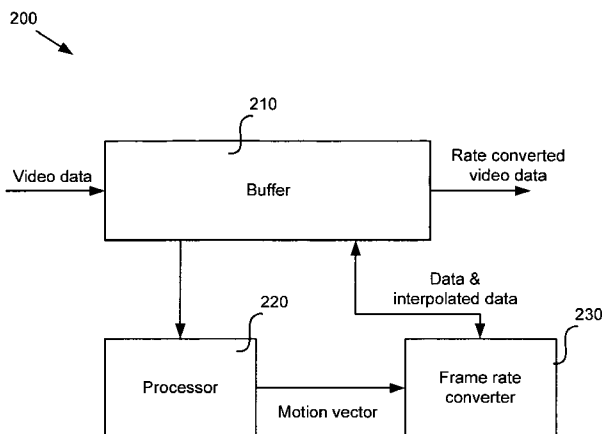 200
210
Video data
Buffer
Rate converted
video data
Data &
interpolated data
220
230
Processor
Motion vector
Frame rate
converter